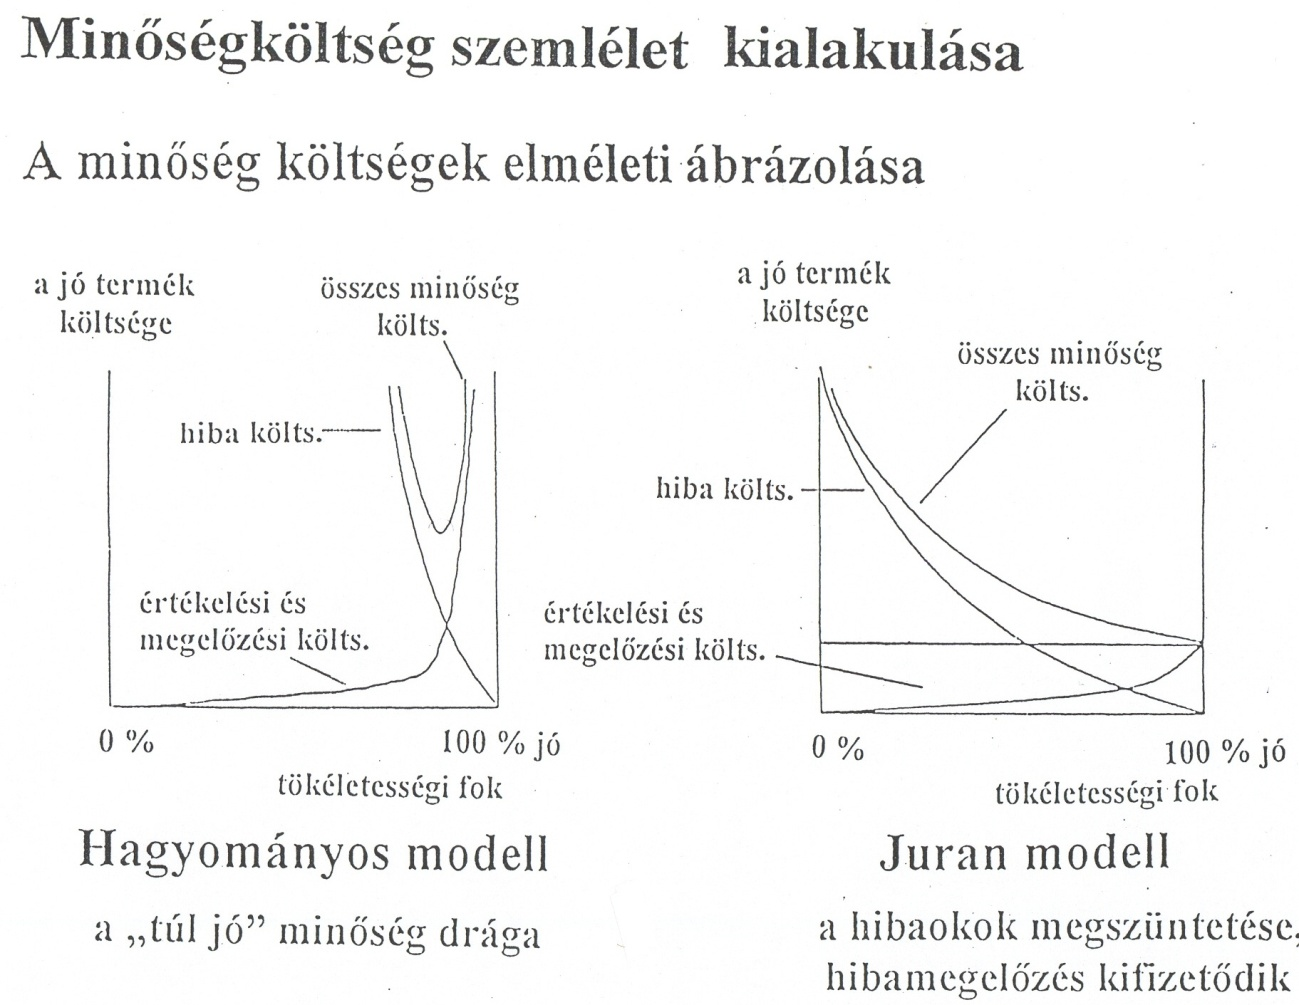 Minőségköltség szemlélet kialakulása
A minőség költségek elméleti ábrázolása
a jó termék
költsége
összes minőség
költs.
hiba költs.
értékelési és
megelőzési költs.
0 %
100 % jó
tökéletességi fok
Hagyományos modell
a „túl jó” minőség drága
a jó termék
költsége
összes minőség
költs.
hiba költs.
értékelési és
megelőzési költs.
0 %
100 % jó
tökéletességi fok
Juran modell
a hibaokok megszüntetése,
hibamegelőzés kifizetődik